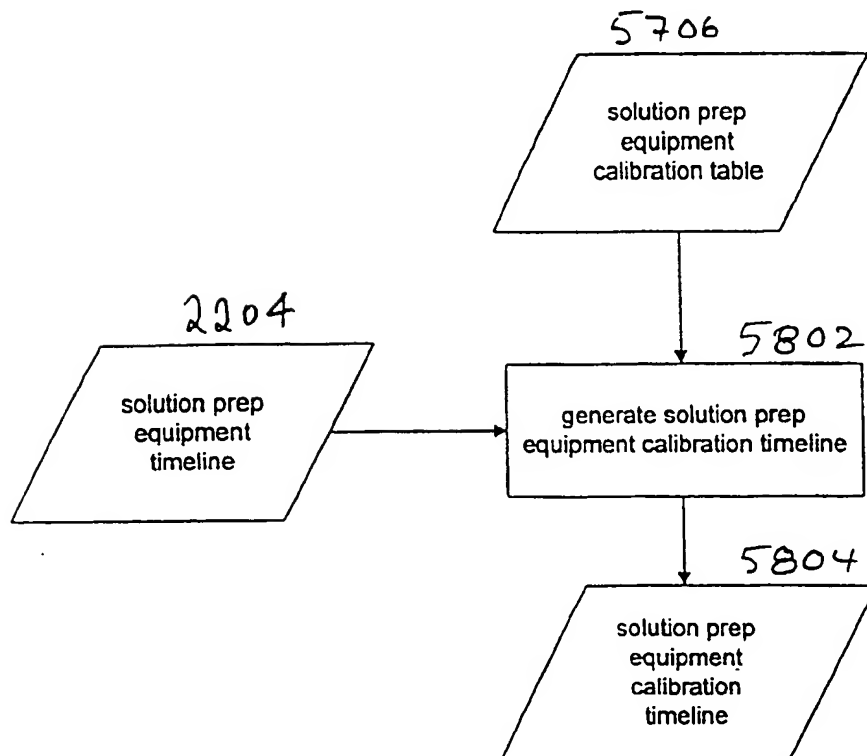 5706
solution prep
equipment
calibration table
2204
solution prep
equipment
timeline
5802
generate solution prep
equipment calibration timeline
5804
solution prep
equipment
calibration
timeline